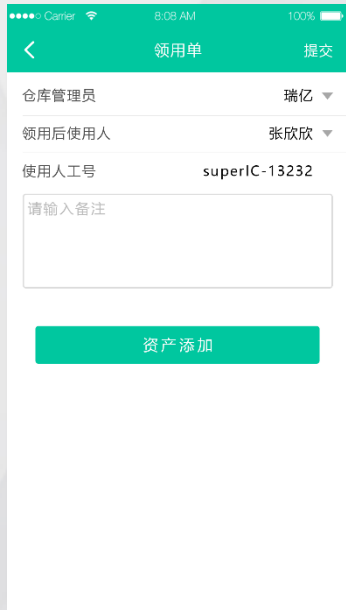 Carrier 8:08 AM 100%
领用单 提交
仓库管理员 瑞亿
领用后使用人 张欣欣
使用人工号 superIC-13232
请输入备注
资产添加